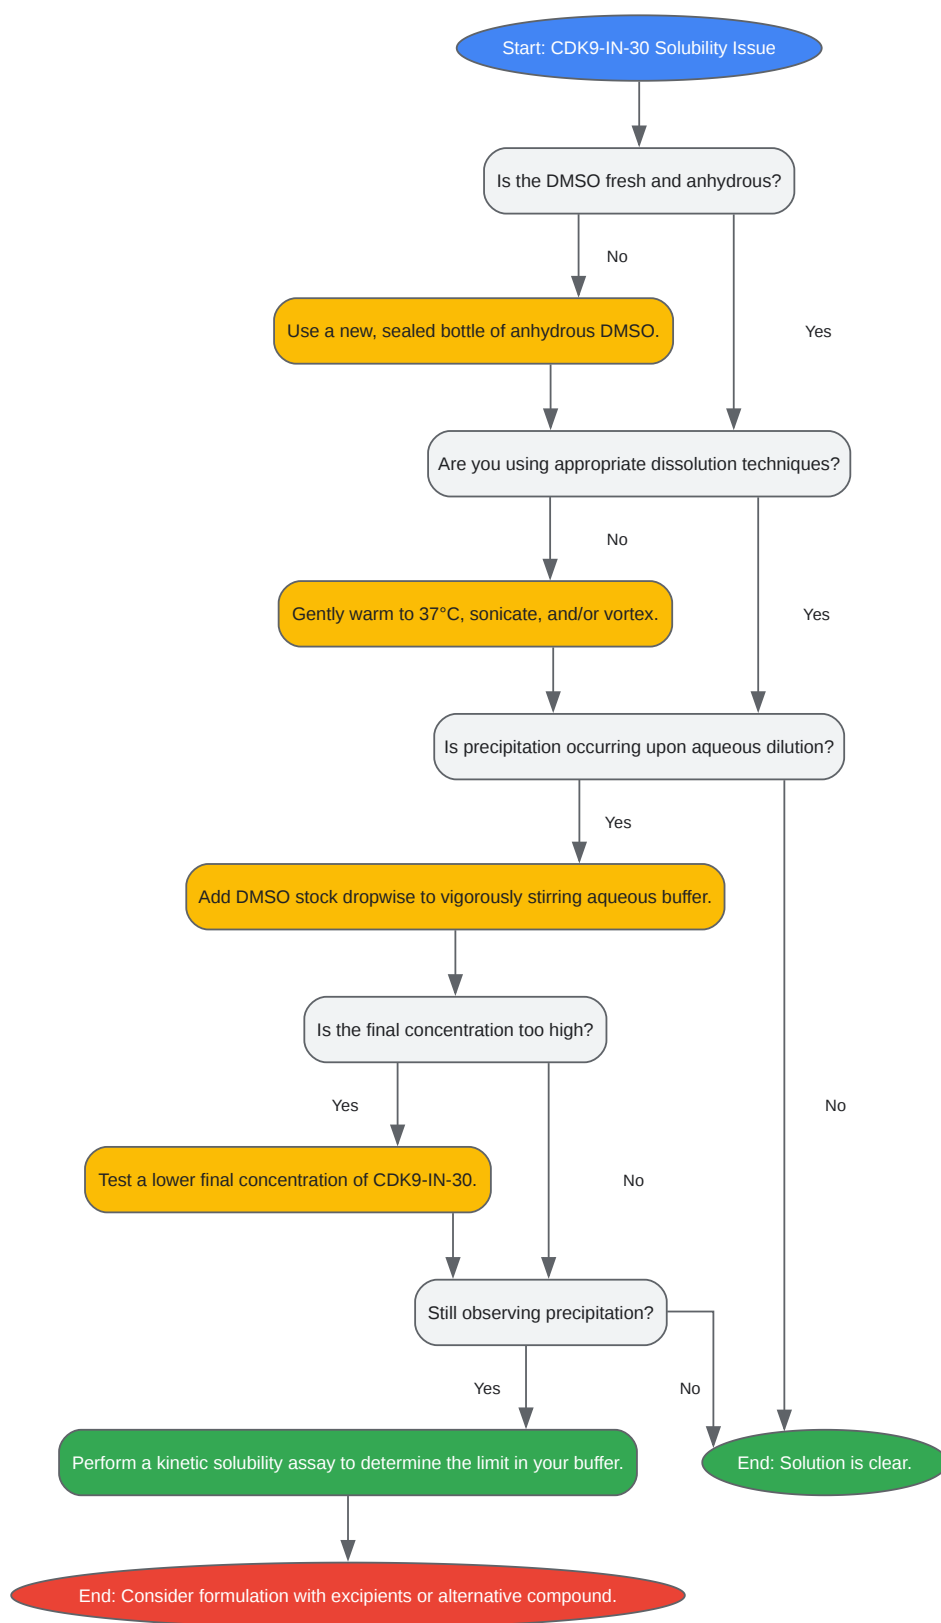 Start: CDK9-IN-30 Solubility Issue
Is the DMSO fresh and anhydrous?
No
Use a new, sealed bottle of anhydrous DMSO.
Yes
Are you using appropriate dissolution techniques?
No
Gently warm to 37°C, sonicate, and/or vortex.
Yes
Is precipitation occurring upon aqueous dilution?
Yes
Add DMSO stock dropwise to vigorously stirring aqueous buffer.
Is the final concentration too high?
Yes
No
Test a lower final concentration of CDK9-IN-30.
No
Still observing precipitation?
Yes
No
Perform a kinetic solubility assay to determine the limit in your buffer.
End: Solution is clear.
End: Consider formulation with excipients or alternative compound.